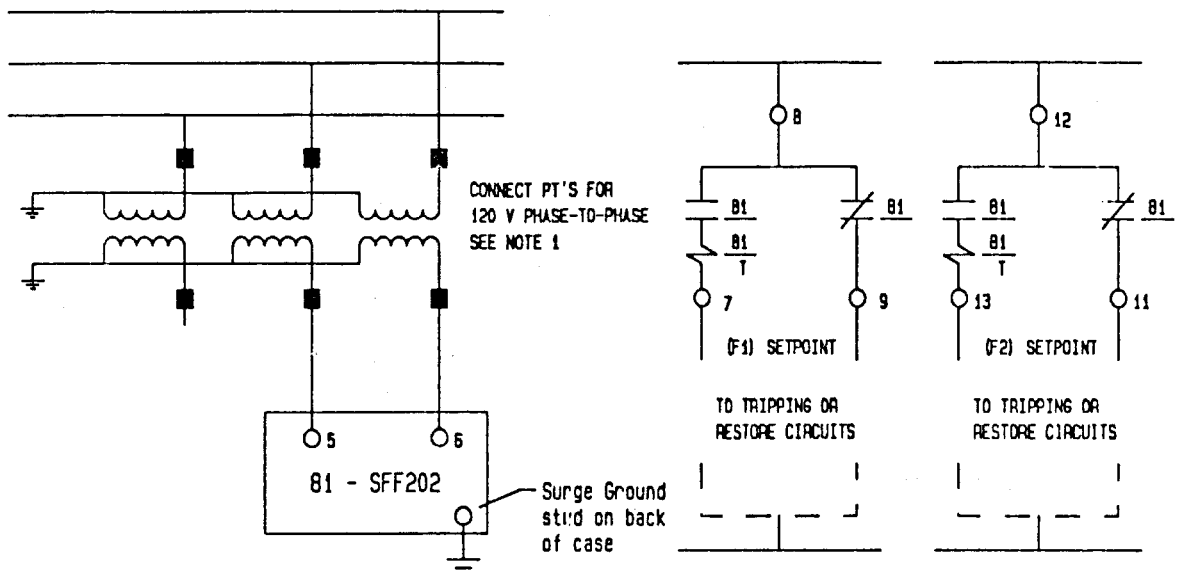 CONNECT PT'S FOR
120 V PHASE-TO-PHASE
SEE NOTE 1
5
6
81 - SFF202
Surge Ground
stud on back
of case
8
81
81
T
81
7
9
(F1) SETPOINT
TO TRIPPING OR
RESTORE CIRCUITS
12
81
81
T
81
13
11
(F2) SETPOINT
TO TRIPPING OR
RESTORE CIRCUITS